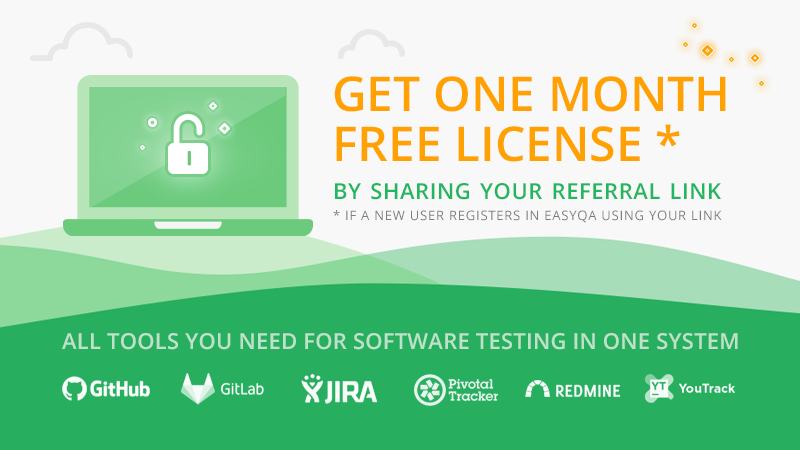 GET ONE MONTH
FREE LICENSE *
BY SHARING YOUR REFERRAL LINK
* IF A NEW USER REGISTERS IN EASYQA USING YOUR LINK
ALL TOOLS YOU NEED FOR SOFTWARE TESTING IN ONE SYSTEM
GitHub GitLab JIRA Pivotal Tracker REDMINE YT YouTrack